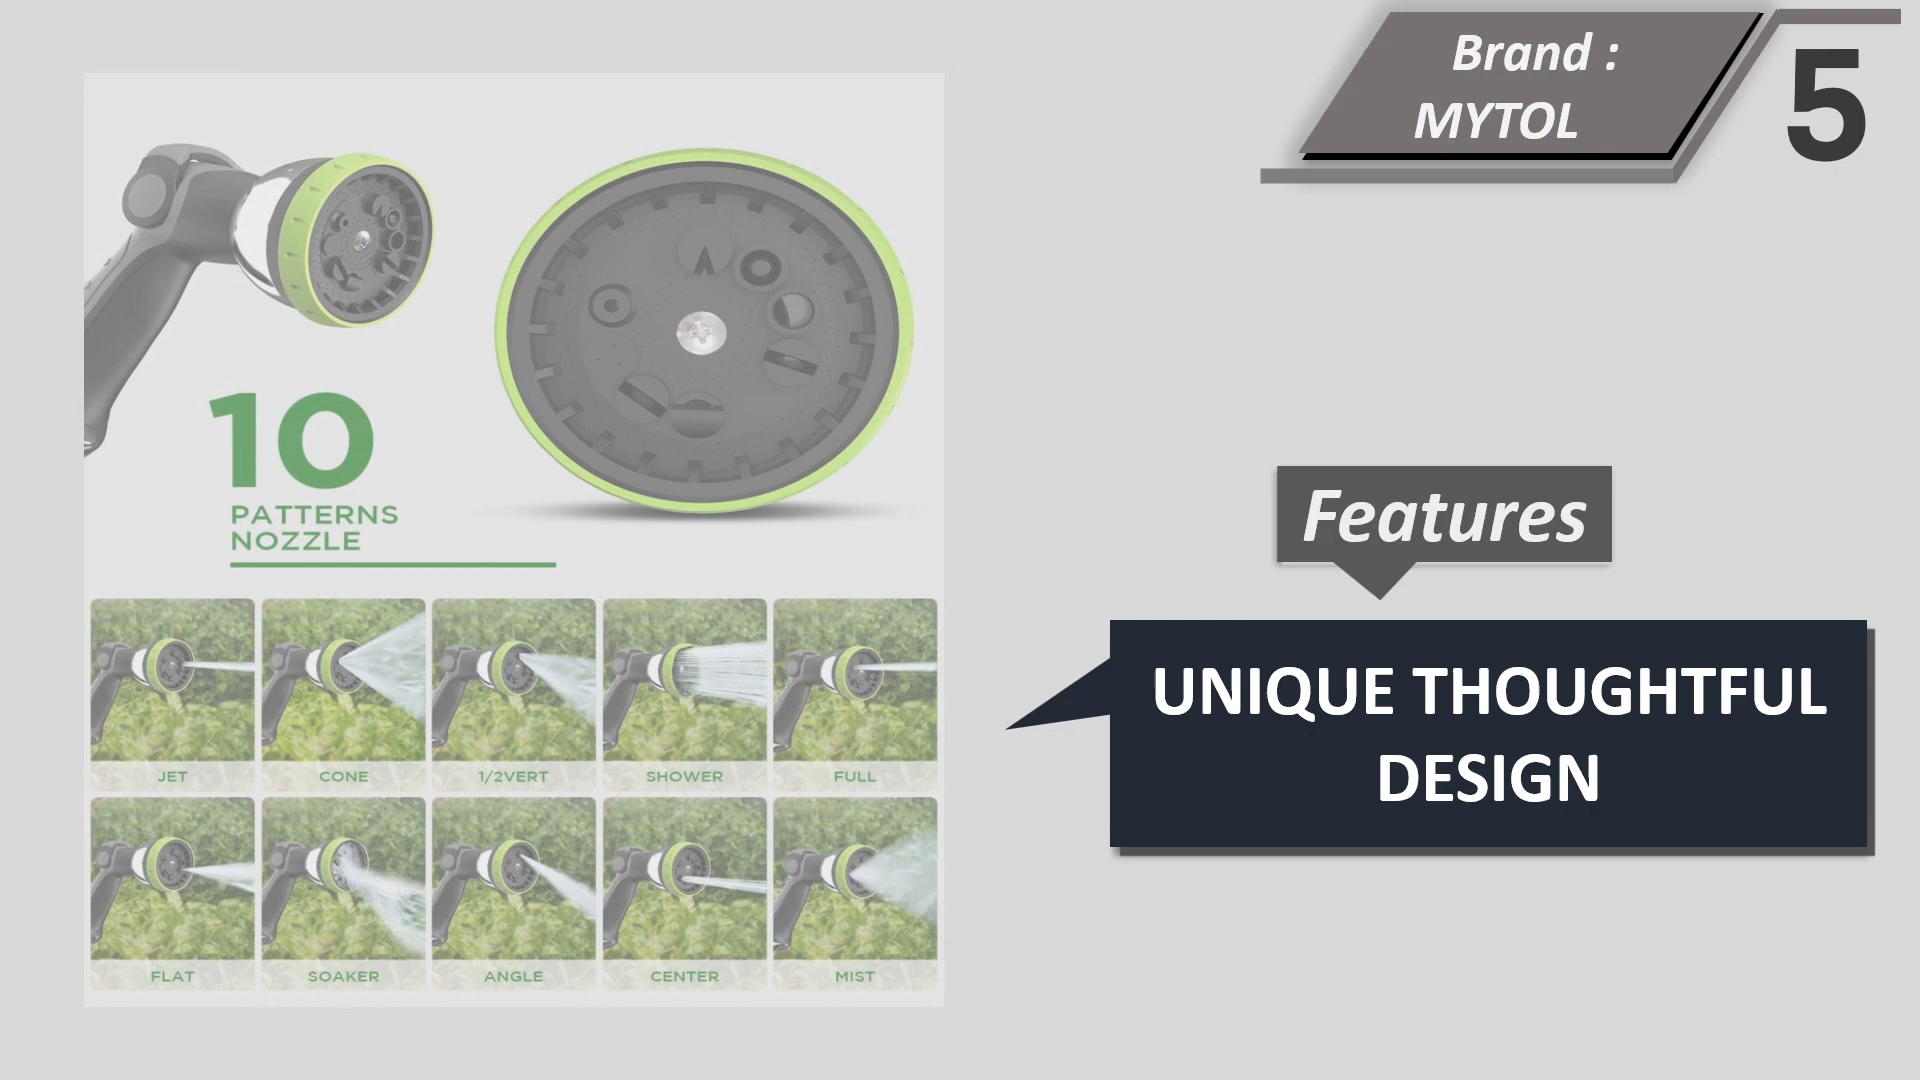 Brand :
MYTOL
5
10
PATTERNS
NOZZLE
JET
CONE
1/2VERT
SHOWER
FULL
FLAT
SOAKER
ANGLE
CENTER
MIST
Features
UNIQUE THOUGHTFUL
DESIGN